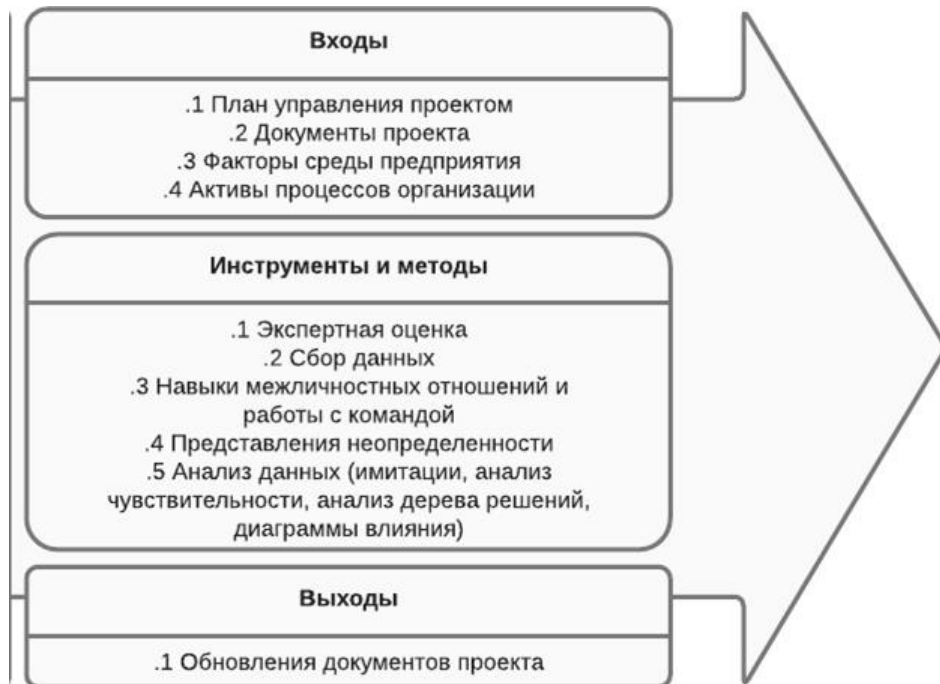 Входы
.1 План управления проектом
.2 Документы проекта
.3 Факторы среды предприятия
.4 Активы процессов организации
Инструменты и методы
.1 Экспертная оценка
.2 Сбор данных
.3 Навыки межличностных отношений и
работы с командой
.4 Представления неопределенности
.5 Анализ данных (имитации, анализ
чувствительности, анализ дерева решений,
диаграммы влияния)
Выходы
.1 Обновления документов проекта